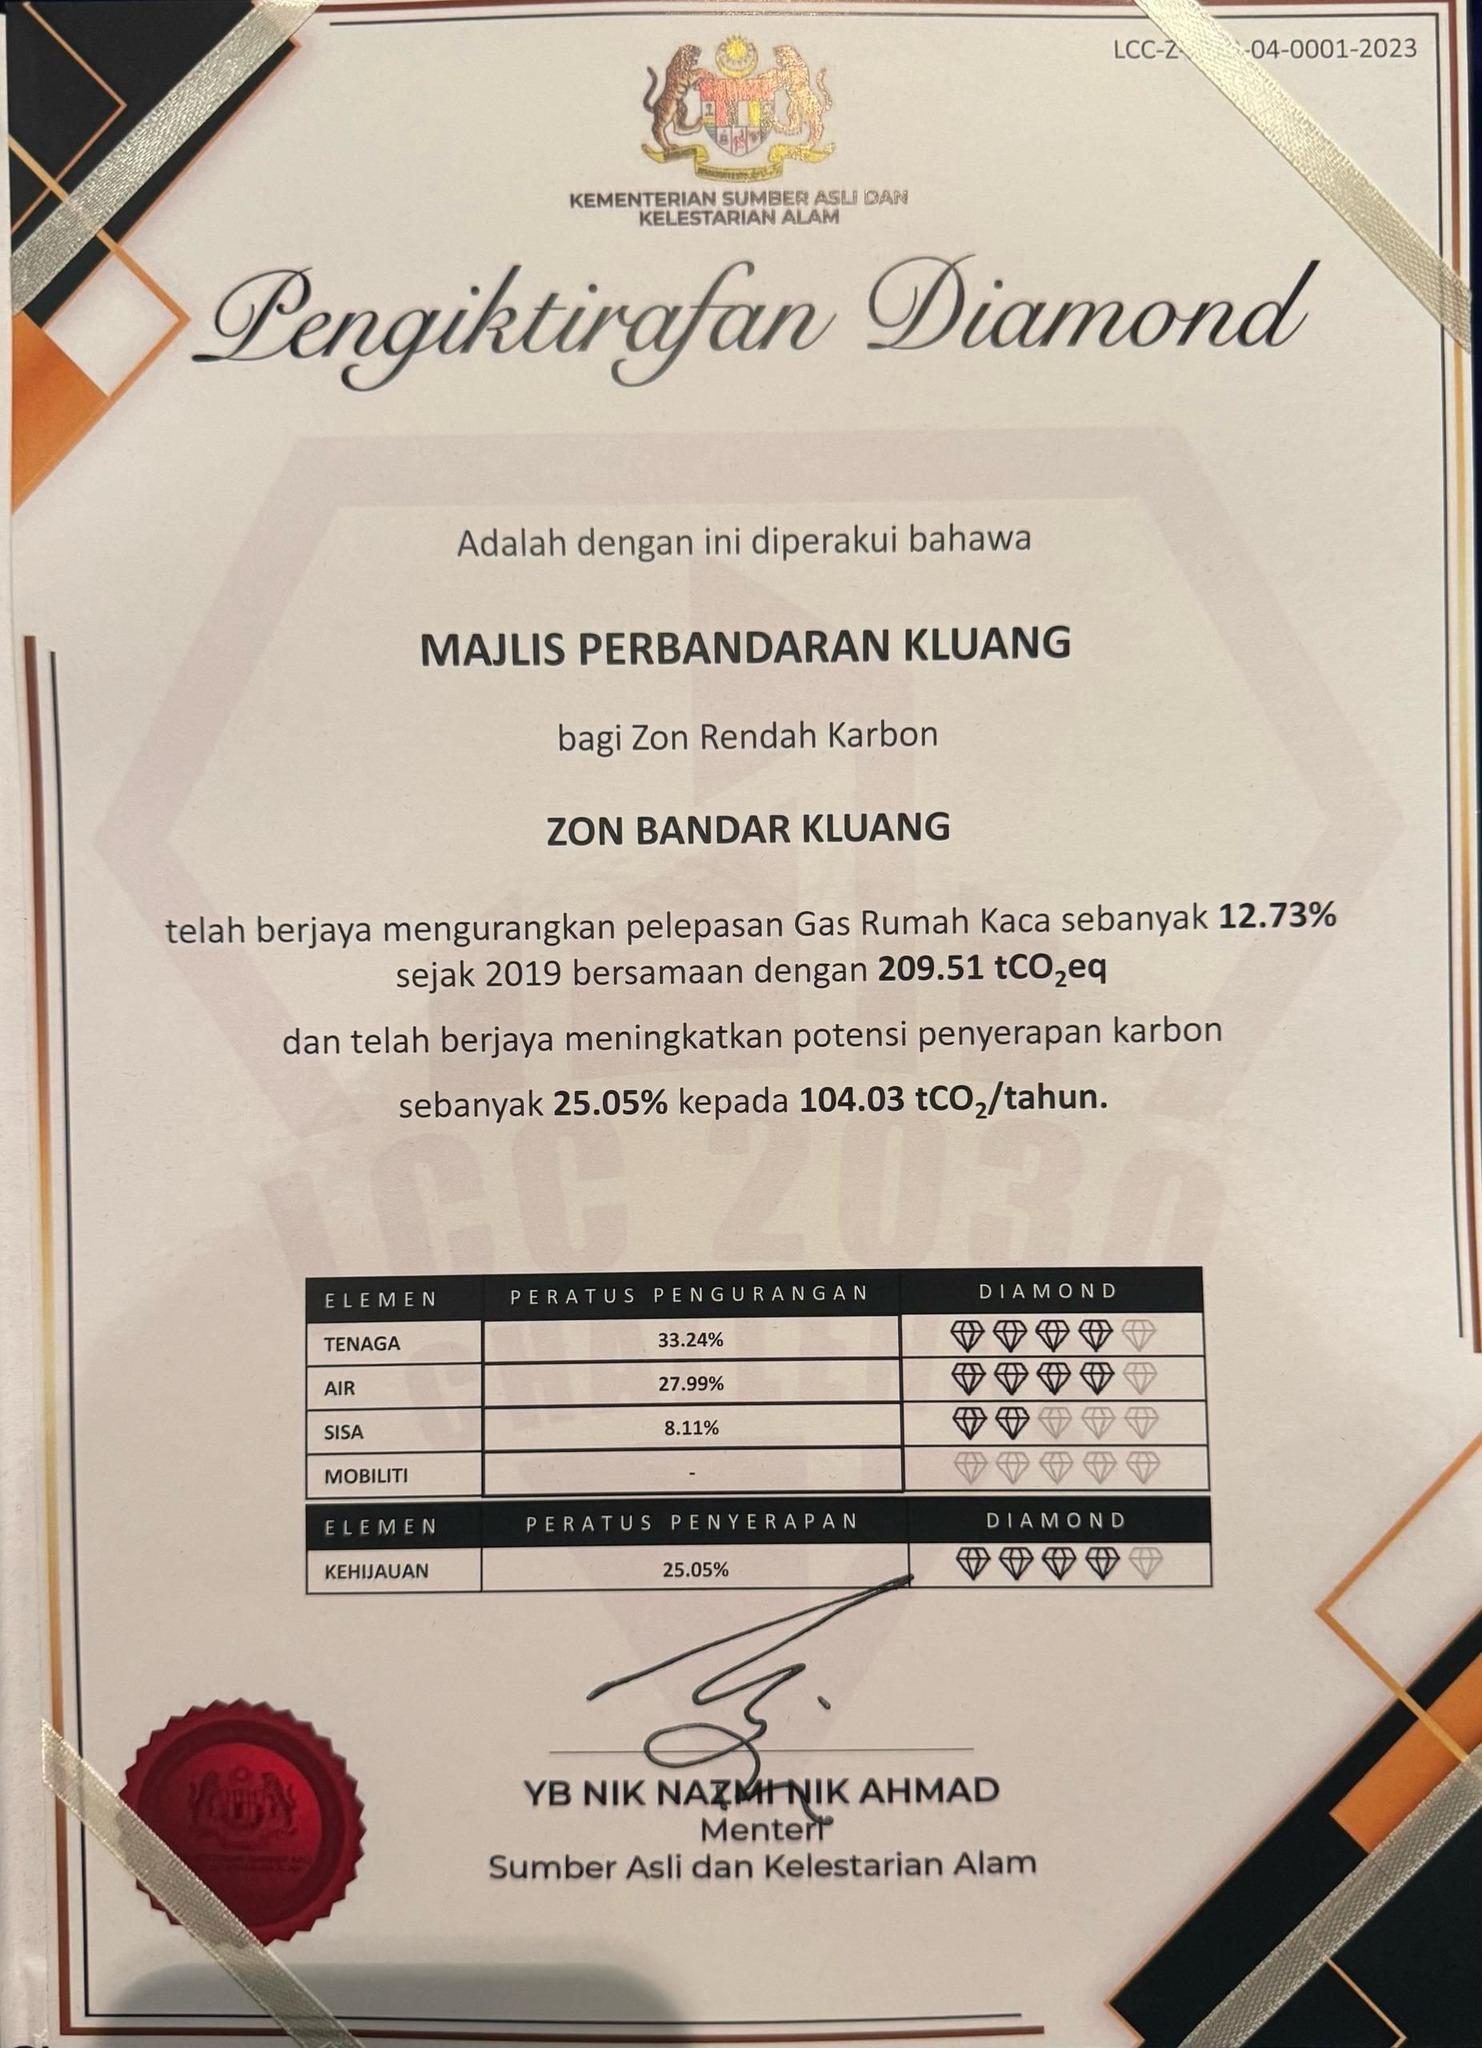 LCC-Z -04-0001-2023
KEMENTERIAN SUMBER ASLI DAN
KELESTARIAN ALAM
Pengiktirafan Diamond
Adalah dengan ini diperakui bahawa
MAJLIS PERBANDARAN KLUANG
bagi Zon Rendah Karbon
ZON BANDAR KLUANG
telah berjaya mengurangkan pelepasan Gas Rumah Kaca sebanyak 12.73%
sejak 2019 bersamaan dengan 209.51 tCO₂eq
dan telah berjaya meningkatkan potensi penyerapan karbon
sebanyak 25.05% kepada 104.03 tCO₂/tahun.
LCC 2030
ELEMEN PERATUS PENGURANGAN DIAMOND
TENAGA 33.24%
AIR 27.99%
SISA 8.11%
MOBILITI -
ELEMEN PERATUS PENYERAPAN DIAMOND
KEHIJAUAN 25.05%
YB NIK NAZMI NIK AHMAD
Menteri
Sumber Asli dan Kelestarian Alam